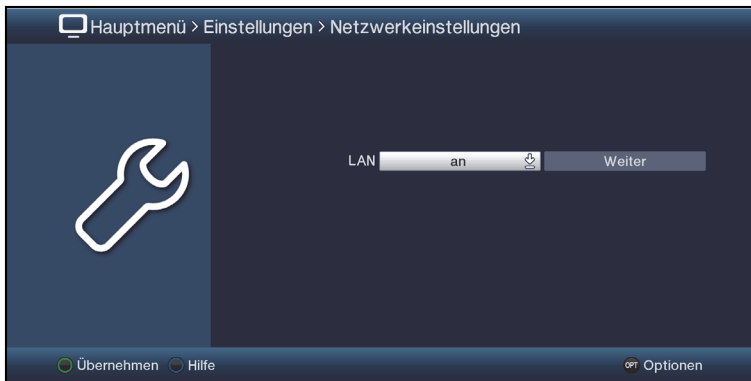 Hauptmenü > Einstellungen > Netzwerkeinstellungen
LAN an Weiter
Übernehmen Hilfe OPT Optionen